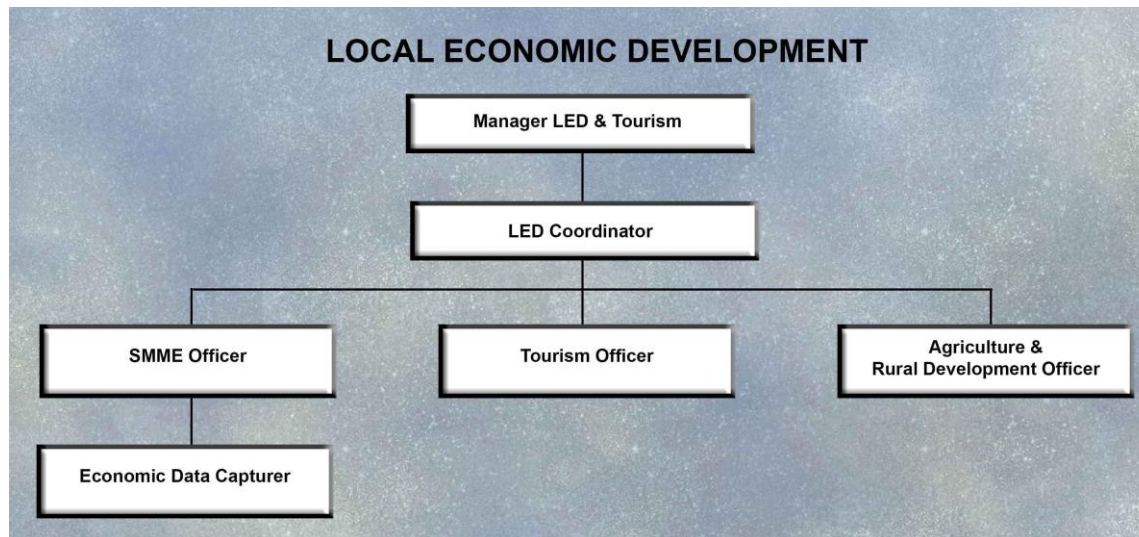 LOCAL ECONOMIC DEVELOPMENT
Manager LED & Tourism
LED Coordinator
SMME Officer
Tourism Officer
Agriculture &
Rural Development Officer
Economic Data Capturer